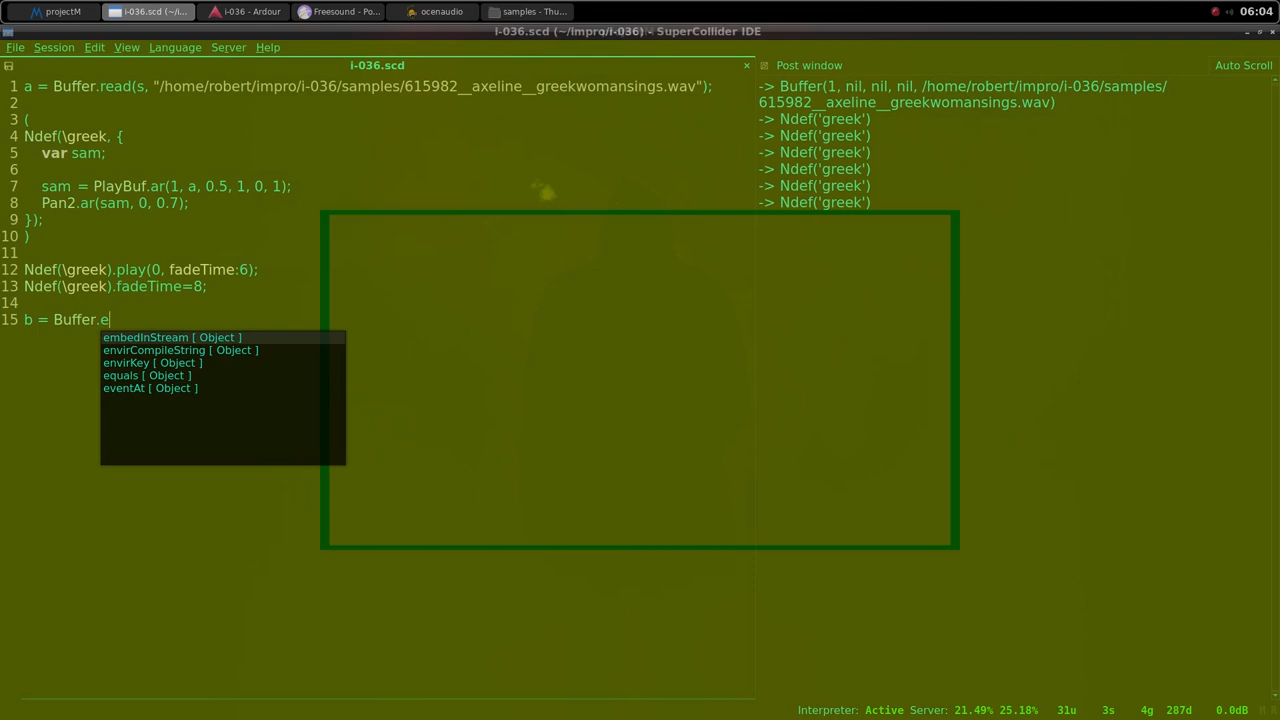 projectM
i-036.scd (~/i...
i-036 - Ardour
Freesound - Po...
ocenaudio
samples - Thu...
06:04
i-036.scd (~/impro/i-036) - SuperCollider IDE
File Session Edit View Language Server Help
i-036.scd
Post window
Auto Scroll
1 a = Buffer.read(s, "/home/robert/impro/i-036/samples/615982__axeline__greekwomansings.wav");
2
3 (
4 Ndef(\greek, {
5 var sam;
6
7 sam = PlayBuf.ar(1, a, 0.5, 1, 0, 1);
8 Pan2.ar(sam, 0, 0.7);
9 });
10 )
11
12 Ndef(\greek).play(0, fadeTime:6);
13 Ndef(\greek).fadeTime=8;
14
15 b = Buffer.e
embedInStream [ Object ]
envirCompileString [ Object ]
envirKey [ Object ]
equals [ Object ]
eventAt [ Object ]
-> Buffer(1, nil, nil, nil, /home/robert/impro/i-036/samples/
615982__axeline__greekwomansings.wav)
-> Ndef('greek')
-> Ndef('greek')
-> Ndef('greek')
-> Ndef('greek')
-> Ndef('greek')
-> Ndef('greek')
Interpreter: Active Server: 21.49% 25.18% 31u 3s 4g 287d 0.0dB